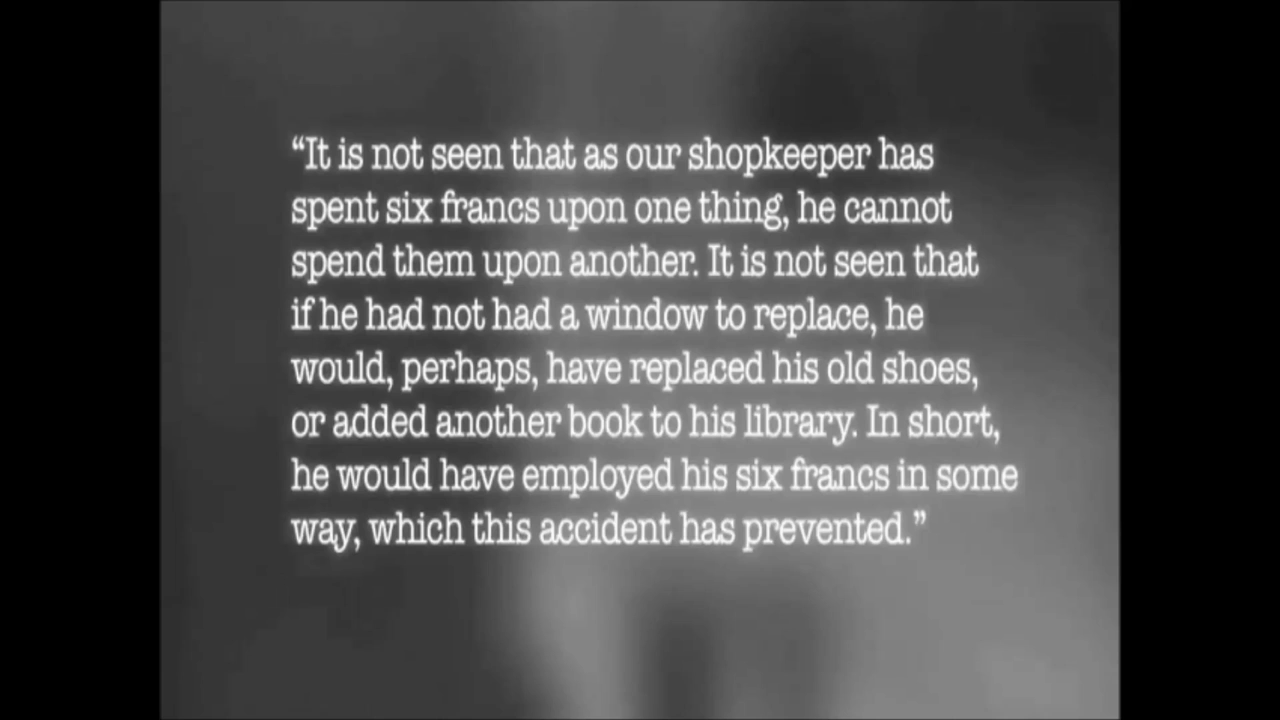 “It is not seen that as our shopkeeper has
spent six francs upon one thing, he cannot
spend them upon another. It is not seen that
if he had not had a window to replace, he
would, perhaps, have replaced his old shoes,
or added another book to his library. In short,
he would have employed his six francs in some
way, which this accident has prevented.”